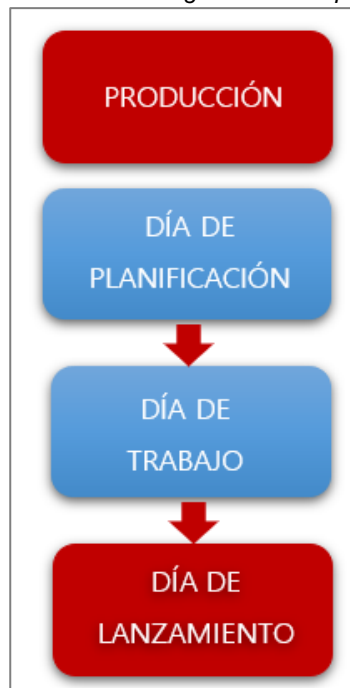 PRODUCCIÓN
DÍA DE
PLANIFICACIÓN
DÍA DE
TRABAJO
DÍA DE
LANZAMIENTO